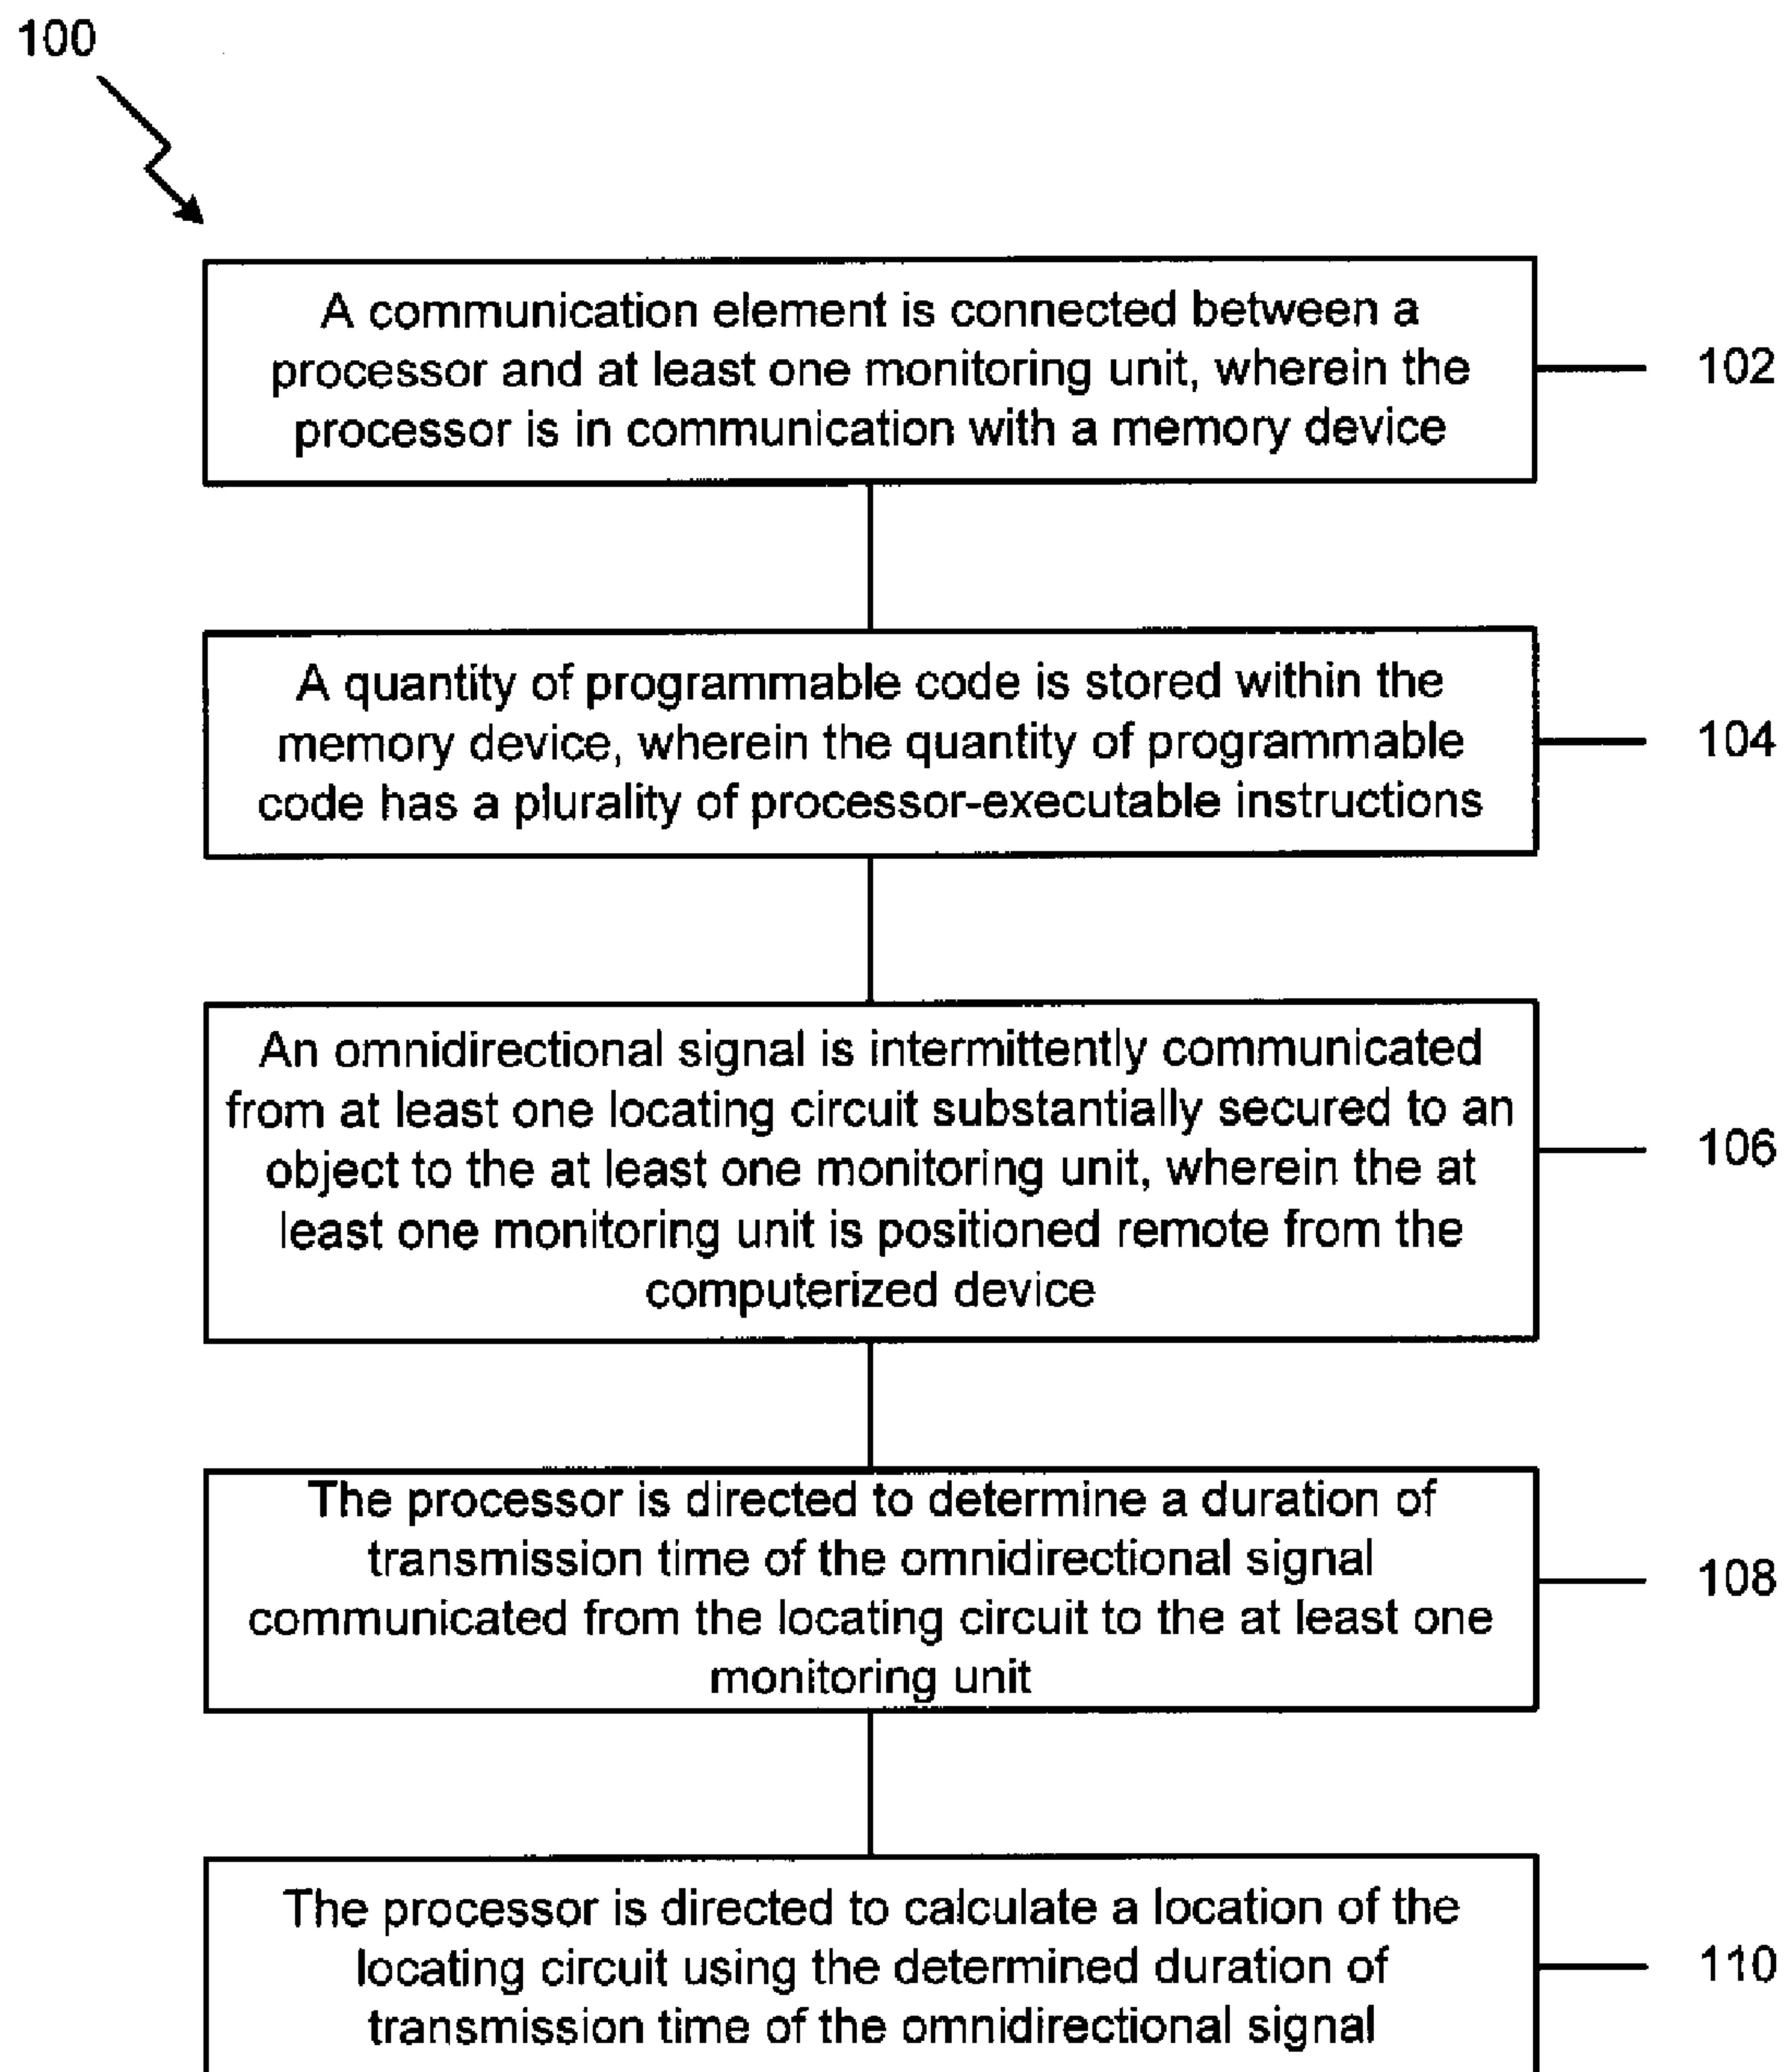 100
A communication element is connected between a
processor and at least one monitoring unit, wherein the
processor is in communication with a memory device
102
A quantity of programmable code is stored within the
memory device, wherein the quantity of programmable
code has a plurality of processor-executable instructions
104
An omnidirectional signal is intermittently communicated
from at least one locating circuit substantially secured to an
object to the at least one monitoring unit, wherein the at
least one monitoring unit is positioned remote from the
computerized device
106
The processor is directed to determine a duration of
transmission time of the omnidirectional signal
communicated from the locating circuit to the at least one
monitoring unit
108
The processor is directed to calculate a location of the
locating circuit using the determined duration of
transmission time of the omnidirectional signal
110